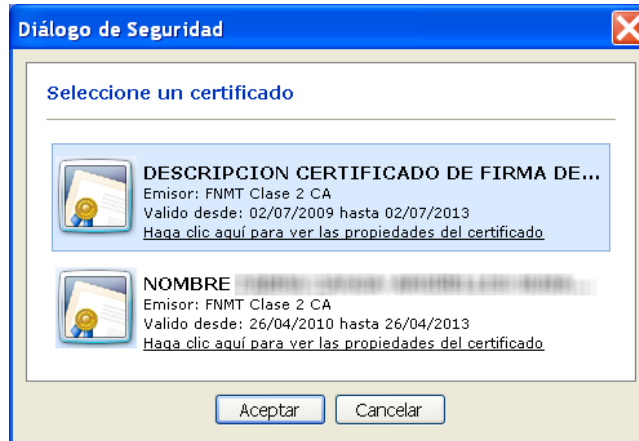 Diálogo de Seguridad
Seleccione un certificado
DESCRIPCION CERTIFICADO DE FIRMA DE...
Emisor: FNMT Clase 2 CA
Valido desde: 02/07/2009 hasta 02/07/2013
Haga clic aquí para ver las propiedades del certificado
NOMBRE
Emisor: FNMT Clase 2 CA
Valido desde: 26/04/2010 hasta 26/04/2013
Haga clic aquí para ver las propiedades del certificado
Aceptar
Cancelar